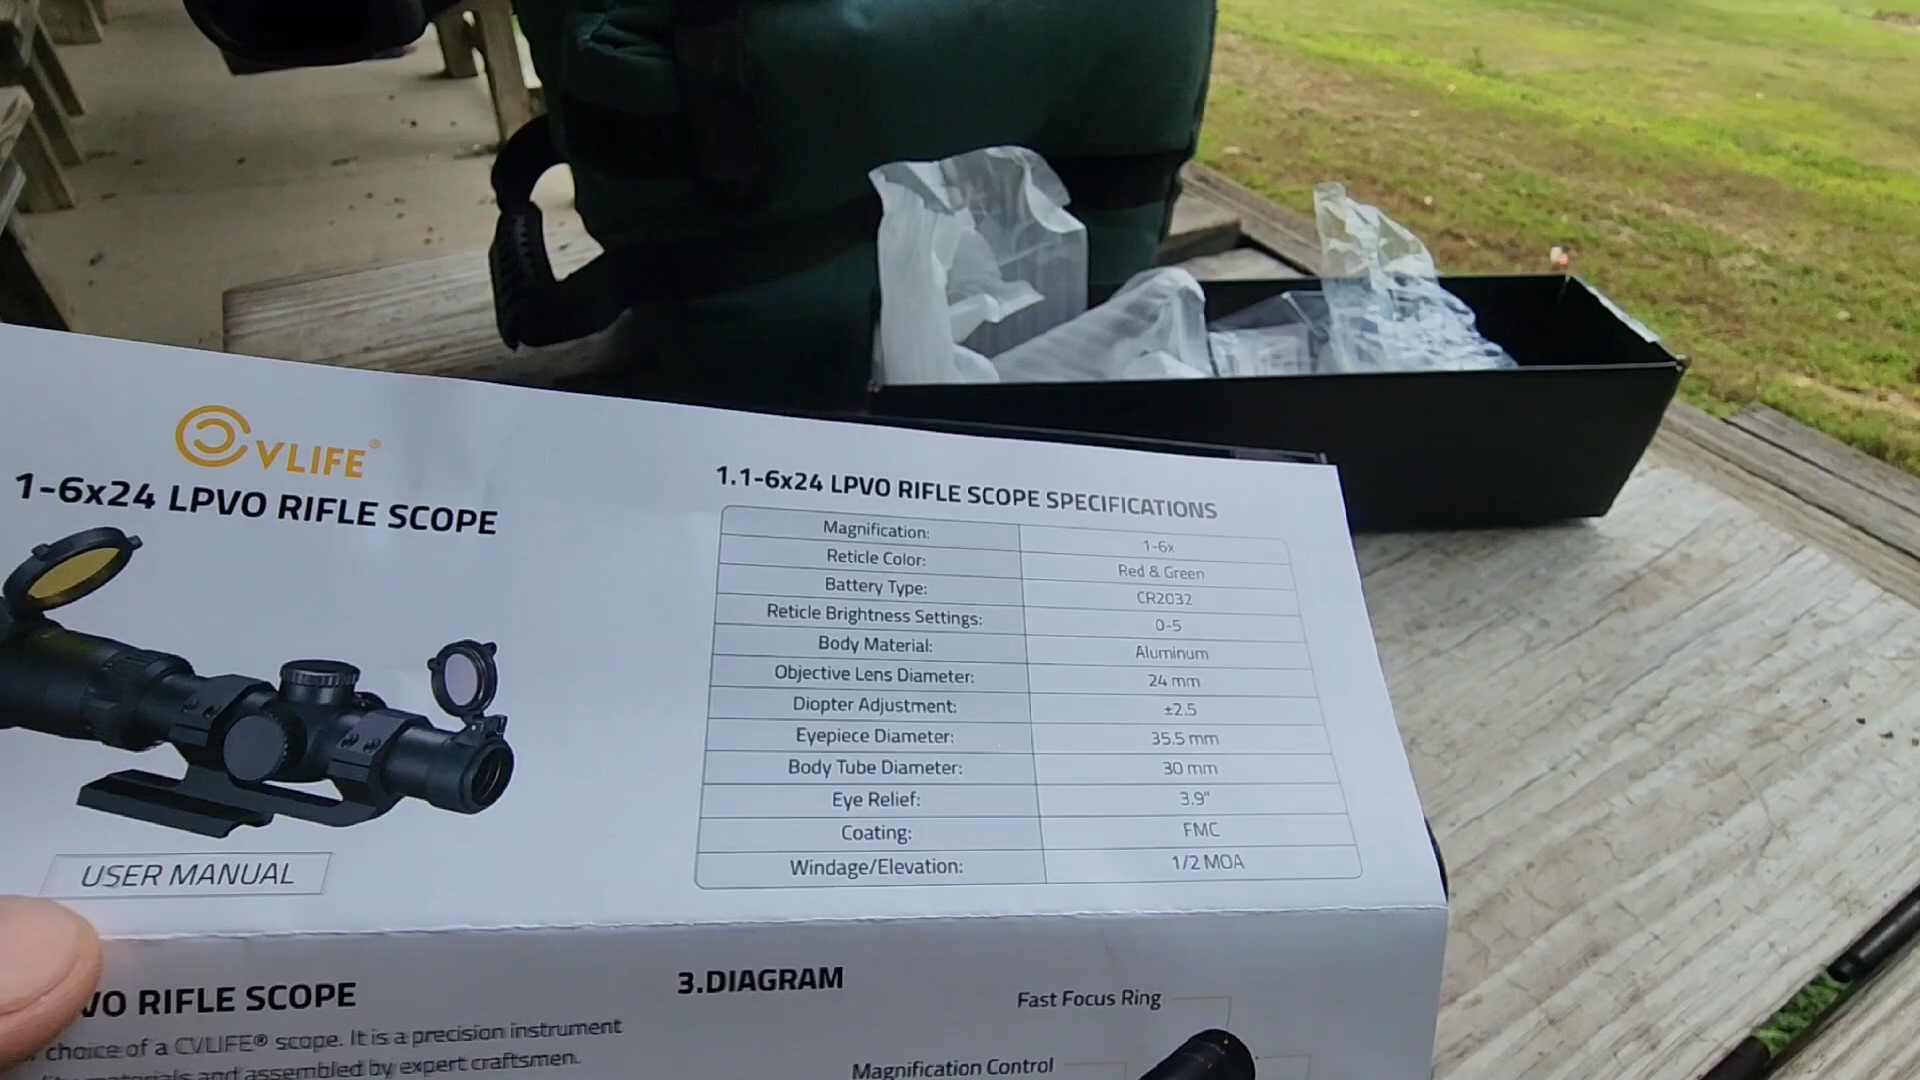 CVLIFE®
1-6x24 LPVO RIFLE SCOPE
USER MANUAL
1.1-6x24 LPVO RIFLE SCOPE SPECIFICATIONS
Magnification: 1-6x
Reticle Color: Red & Green
Battery Type: CR2032
Reticle Brightness Settings: 0-5
Body Material: Aluminum
Objective Lens Diameter: 24 mm
Diopter Adjustment: ±2.5
Eyepiece Diameter: 35.5 mm
Body Tube Diameter: 30 mm
Eye Relief: 3.9"
Coating: FMC
Windage/Elevation: 1/2 MOA
VO RIFLE SCOPE
choice of a CVLIFE® scope. It is a precision instrument
and assembled by expert craftsmen.
3.DIAGRAM
Fast Focus Ring
Magnification Control